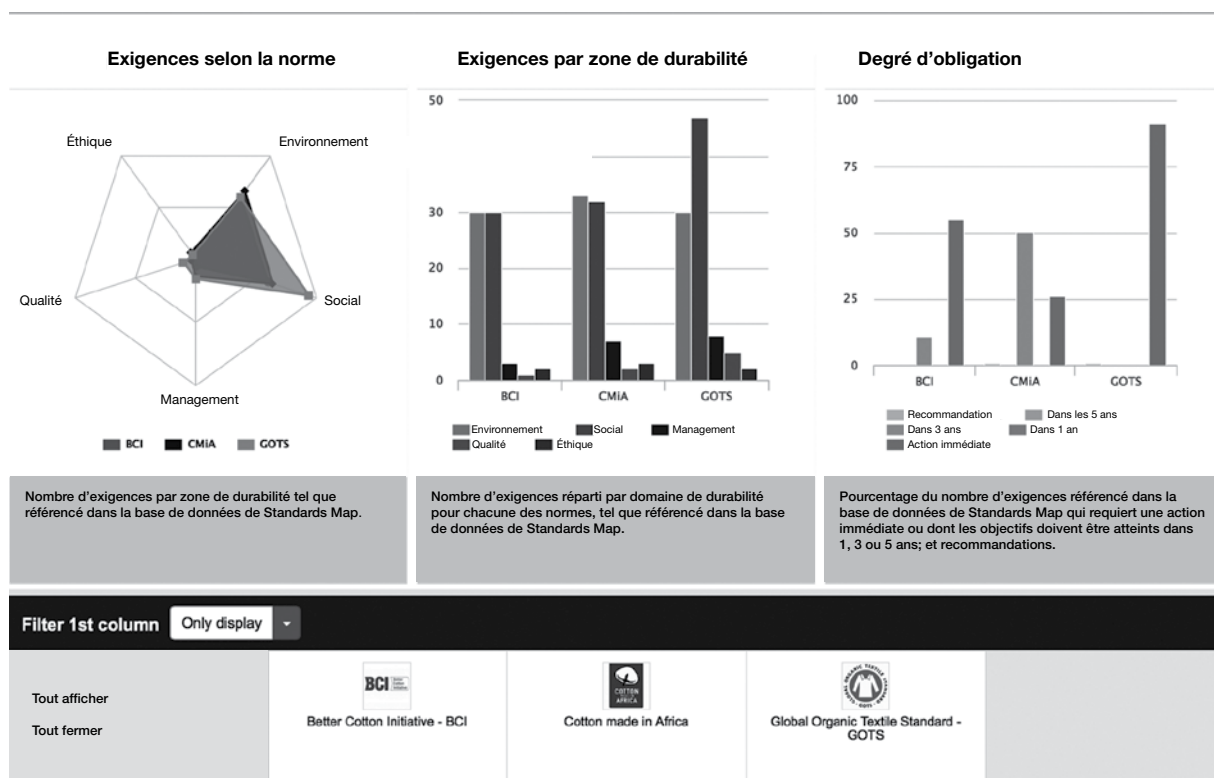 Exigences selon la norme
Éthique
Environnement
Qualité
Social
Management
BCI CMiA GOTS
Nombre d'exigences par zone de durabilité tel que
référencé dans la base de données de Standards Map.
Exigences par zone de durabilité
50
30
20
10
0
BCI CMiA GOTS
Environnement Social Management
Qualité Éthique
Nombre d'exigences réparti par domaine de durabilité
pour chacune des normes, tel que référencé dans la base
de données de Standards Map.
Degré d'obligation
100
75
50
25
0
BCI CMiA GOTS
Recommandation Dans les 5 ans
Dans 3 ans Dans 1 an
Action immédiate
Pourcentage du nombre d'exigences référencé dans la
base de données de Standards Map qui requiert une action
immédiate ou dont les objectifs doivent être atteints dans
1, 3 ou 5 ans; et recommandations.
Filter 1st column Only display
Tout afficher
Tout fermer
BCI
Better Cotton Initiative - BCI
COTTON
AFRICA
Cotton made in Africa
Global Organic Textile Standard -
GOTS